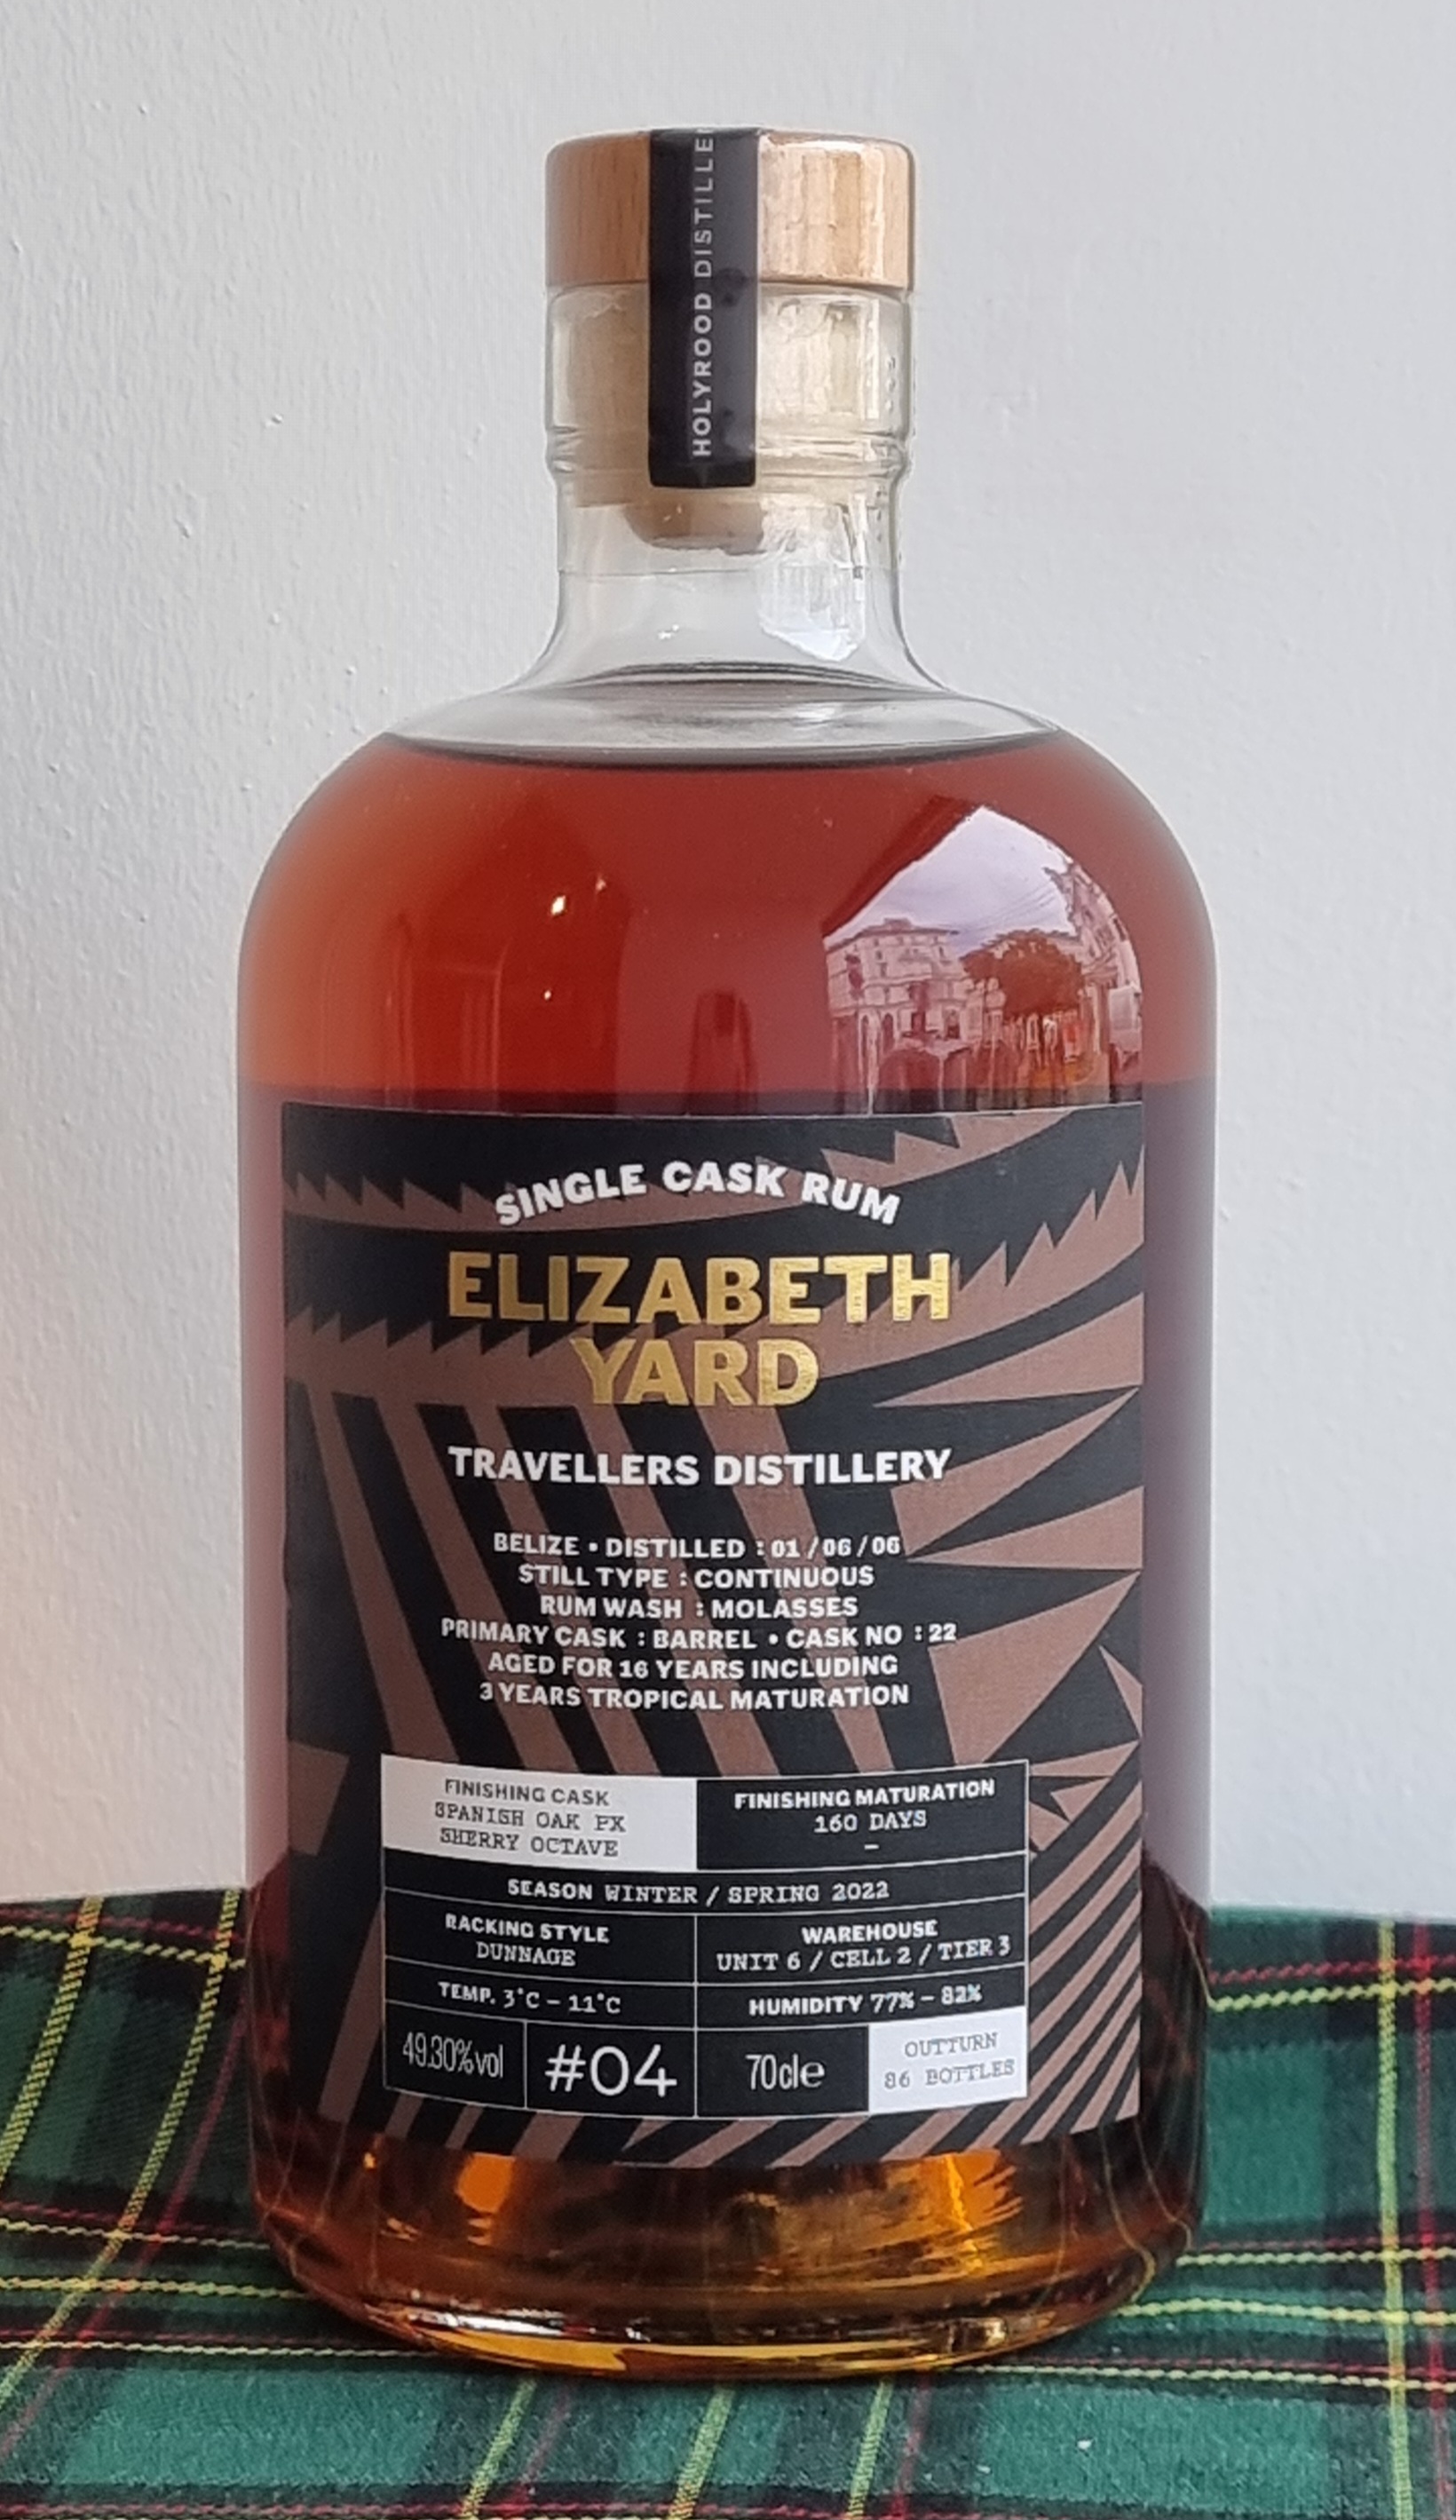 HOLYROOD DISTILLE
SINGLE CASK RUM
ELIZABETH
YARD
TRAVELLERS DISTILLERY
BELIZE • DISTILLED : 01/06/06
STILL TYPE : CONTINUOUS
RUM WASH : MOLASSES
PRIMARY CASK : BARREL • CASK NO : 22
AGED FOR 16 YEARS INCLUDING
3 YEARS TROPICAL MATURATION
FINISHING CASK
SPANISH OAK PX
SHERRY OCTAVE
FINISHING MATURATION
160 DAYS
–
SEASON WINTER / SPRING 2022
RACKING STYLE
DUNNAGE
WAREHOUSE
UNIT 6 / CELL 2 / TIER 3
TEMP. 3°C – 11°C
HUMIDITY 77% – 82%
49.30%vol
#04
70cle
OUTTURN
86 BOTTLES